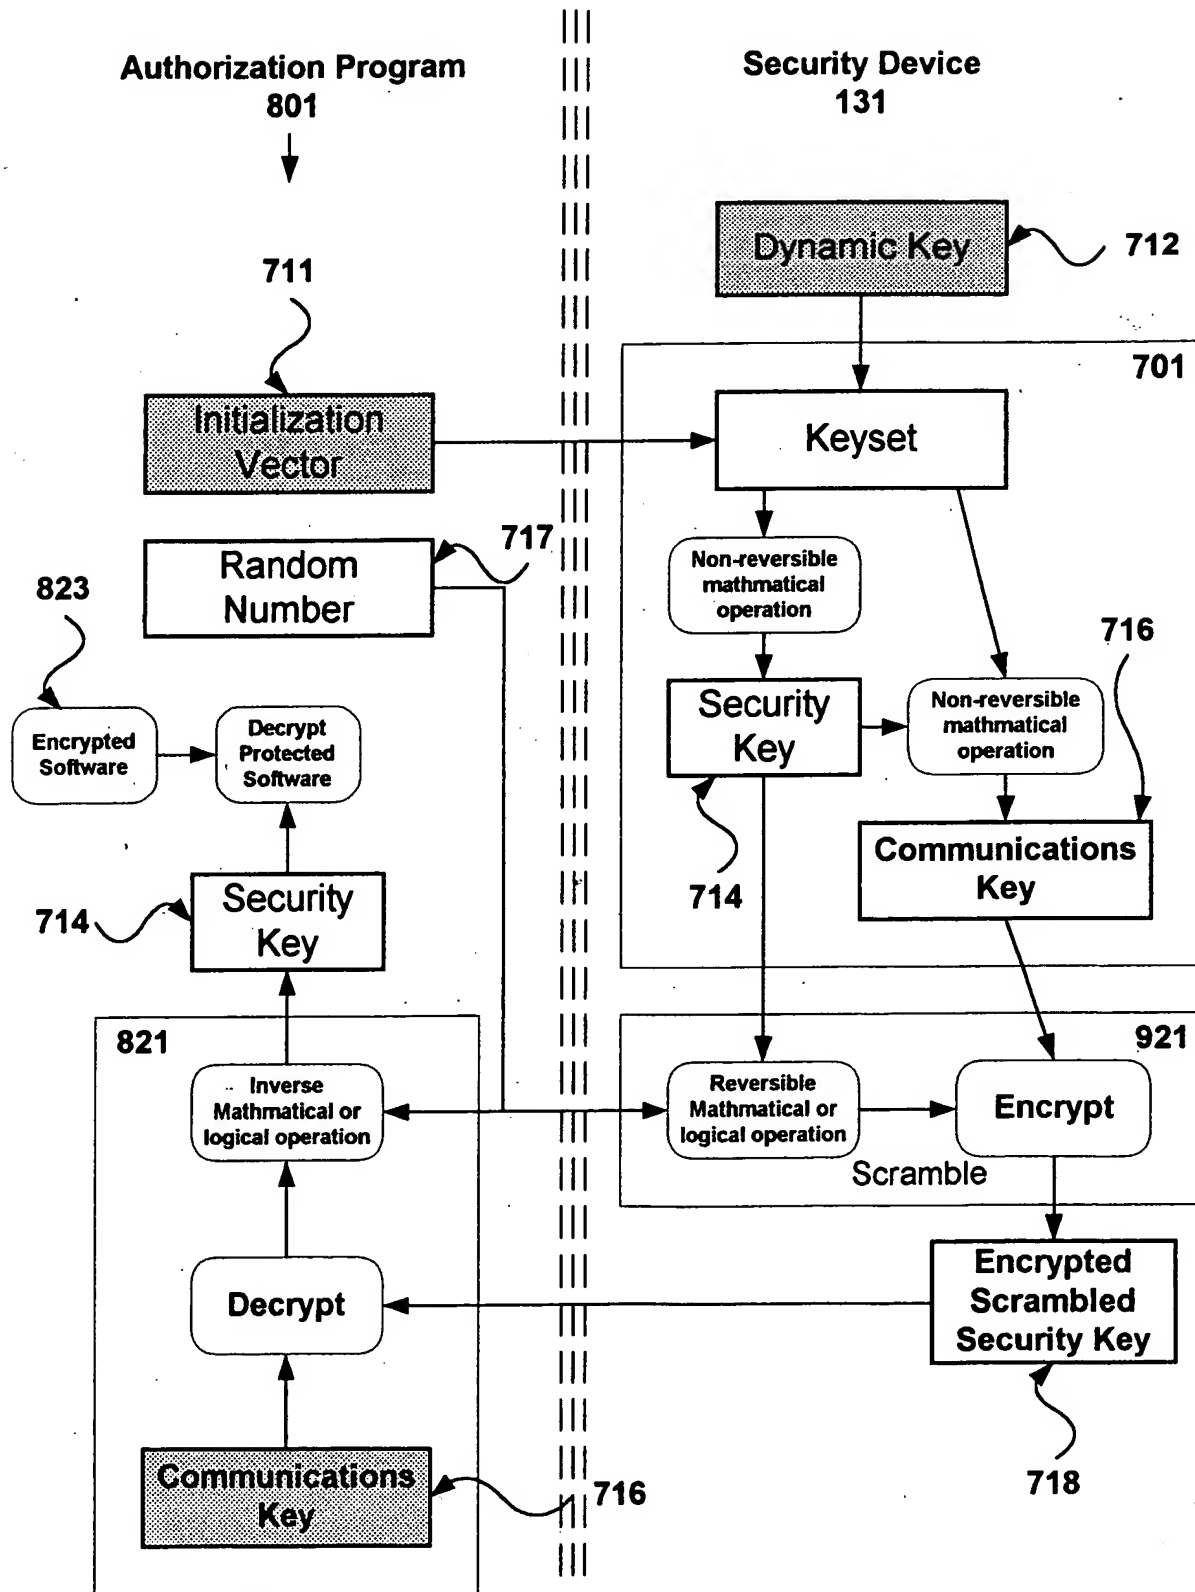 Authorization Program
801
Security Device
131
Dynamic Key
712
711
701
Initialization
Vector
Keyset
717
Random
Number
Non-reversible
mathmatical
operation
823
716
Encrypted
Software
Decrypt
Protected
Software
Security
Key
Non-reversible
mathmatical
operation
714
Communications
Key
714
Security
Key
821
921
Inverse
Mathmatical or
logical operation
Reversible
Mathmatical or
logical operation
Encrypt
Scramble
Decrypt
Encrypted
Scrambled
Security Key
Communications
Key
716
718